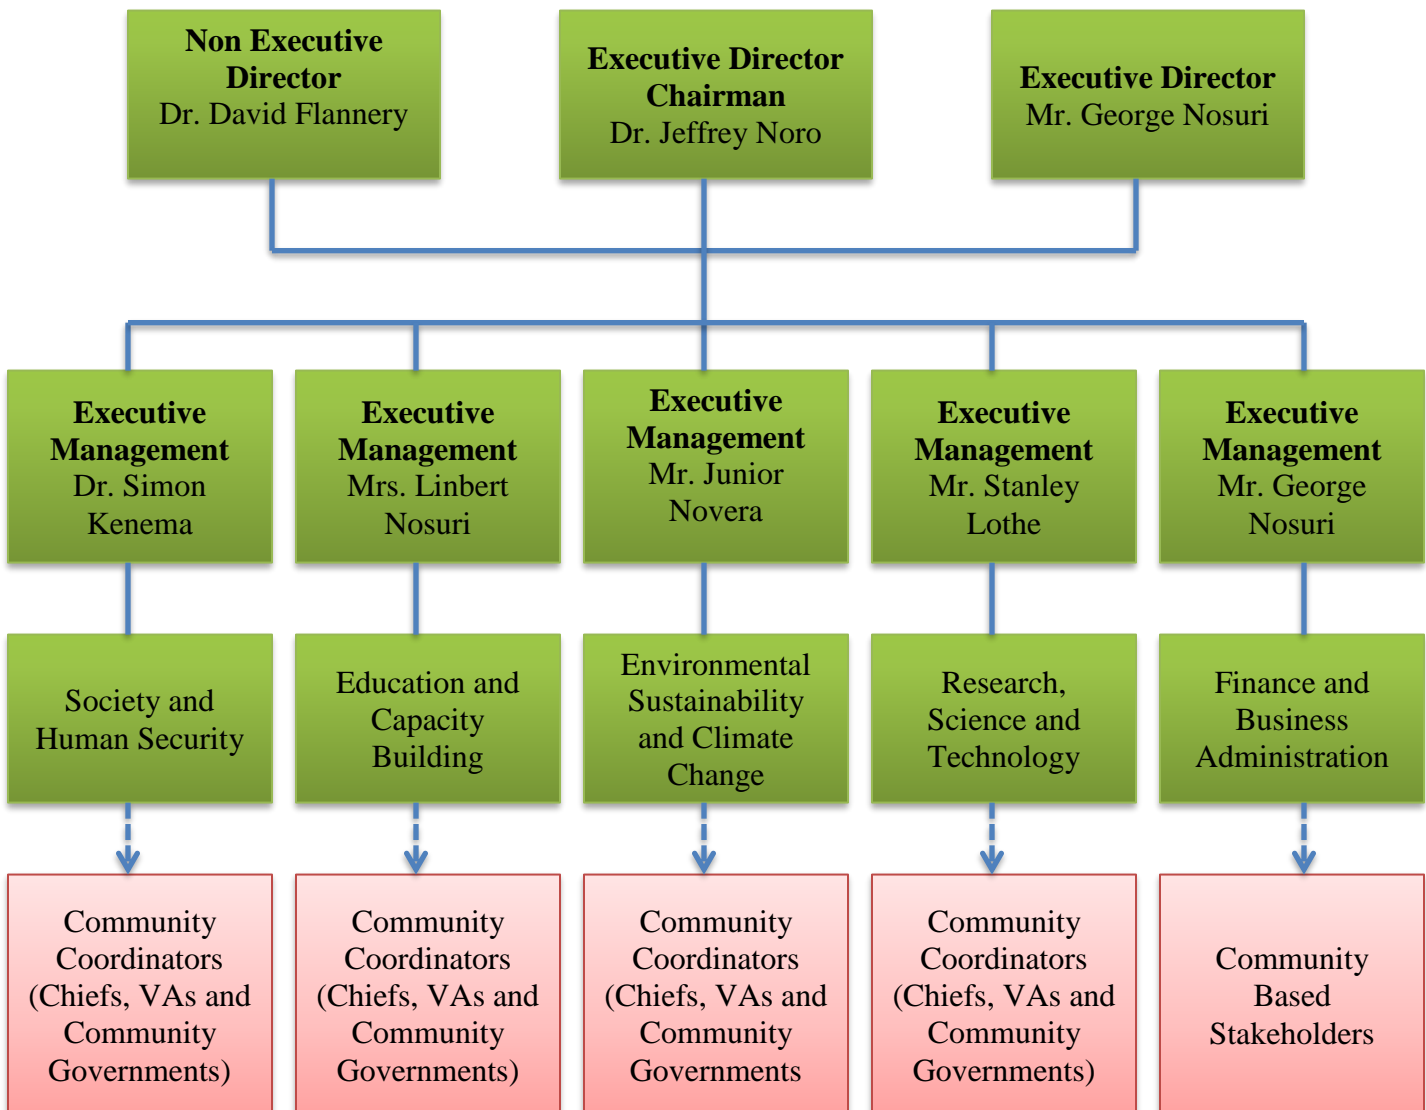 Non Executive
Director
Dr. David Flannery
Executive Director
Chairman
Dr. Jeffrey Noro
Executive Director
Mr. George Nosuri
Executive
Management
Dr. Simon
Kenema
Executive
Management
Mrs. Linbert
Nosuri
Executive
Management
Mr. Junior
Novera
Executive
Management
Mr. Stanley
Lothe
Executive
Management
Mr. George
Nosuri
Society and
Human Security
Education and
Capacity
Building
Environmental
Sustainability
and Climate
Change
Research,
Science and
Technology
Finance and
Business
Administration
Community
Coordinators
(Chiefs, VAs and
Community
Governments)
Community
Coordinators
(Chiefs, VAs and
Community
Governments)
Community
Coordinators
(Chiefs, VAs and
Community
Governments
Community
Coordinators
(Chiefs, VAs and
Community
Governments)
Community
Based
Stakeholders